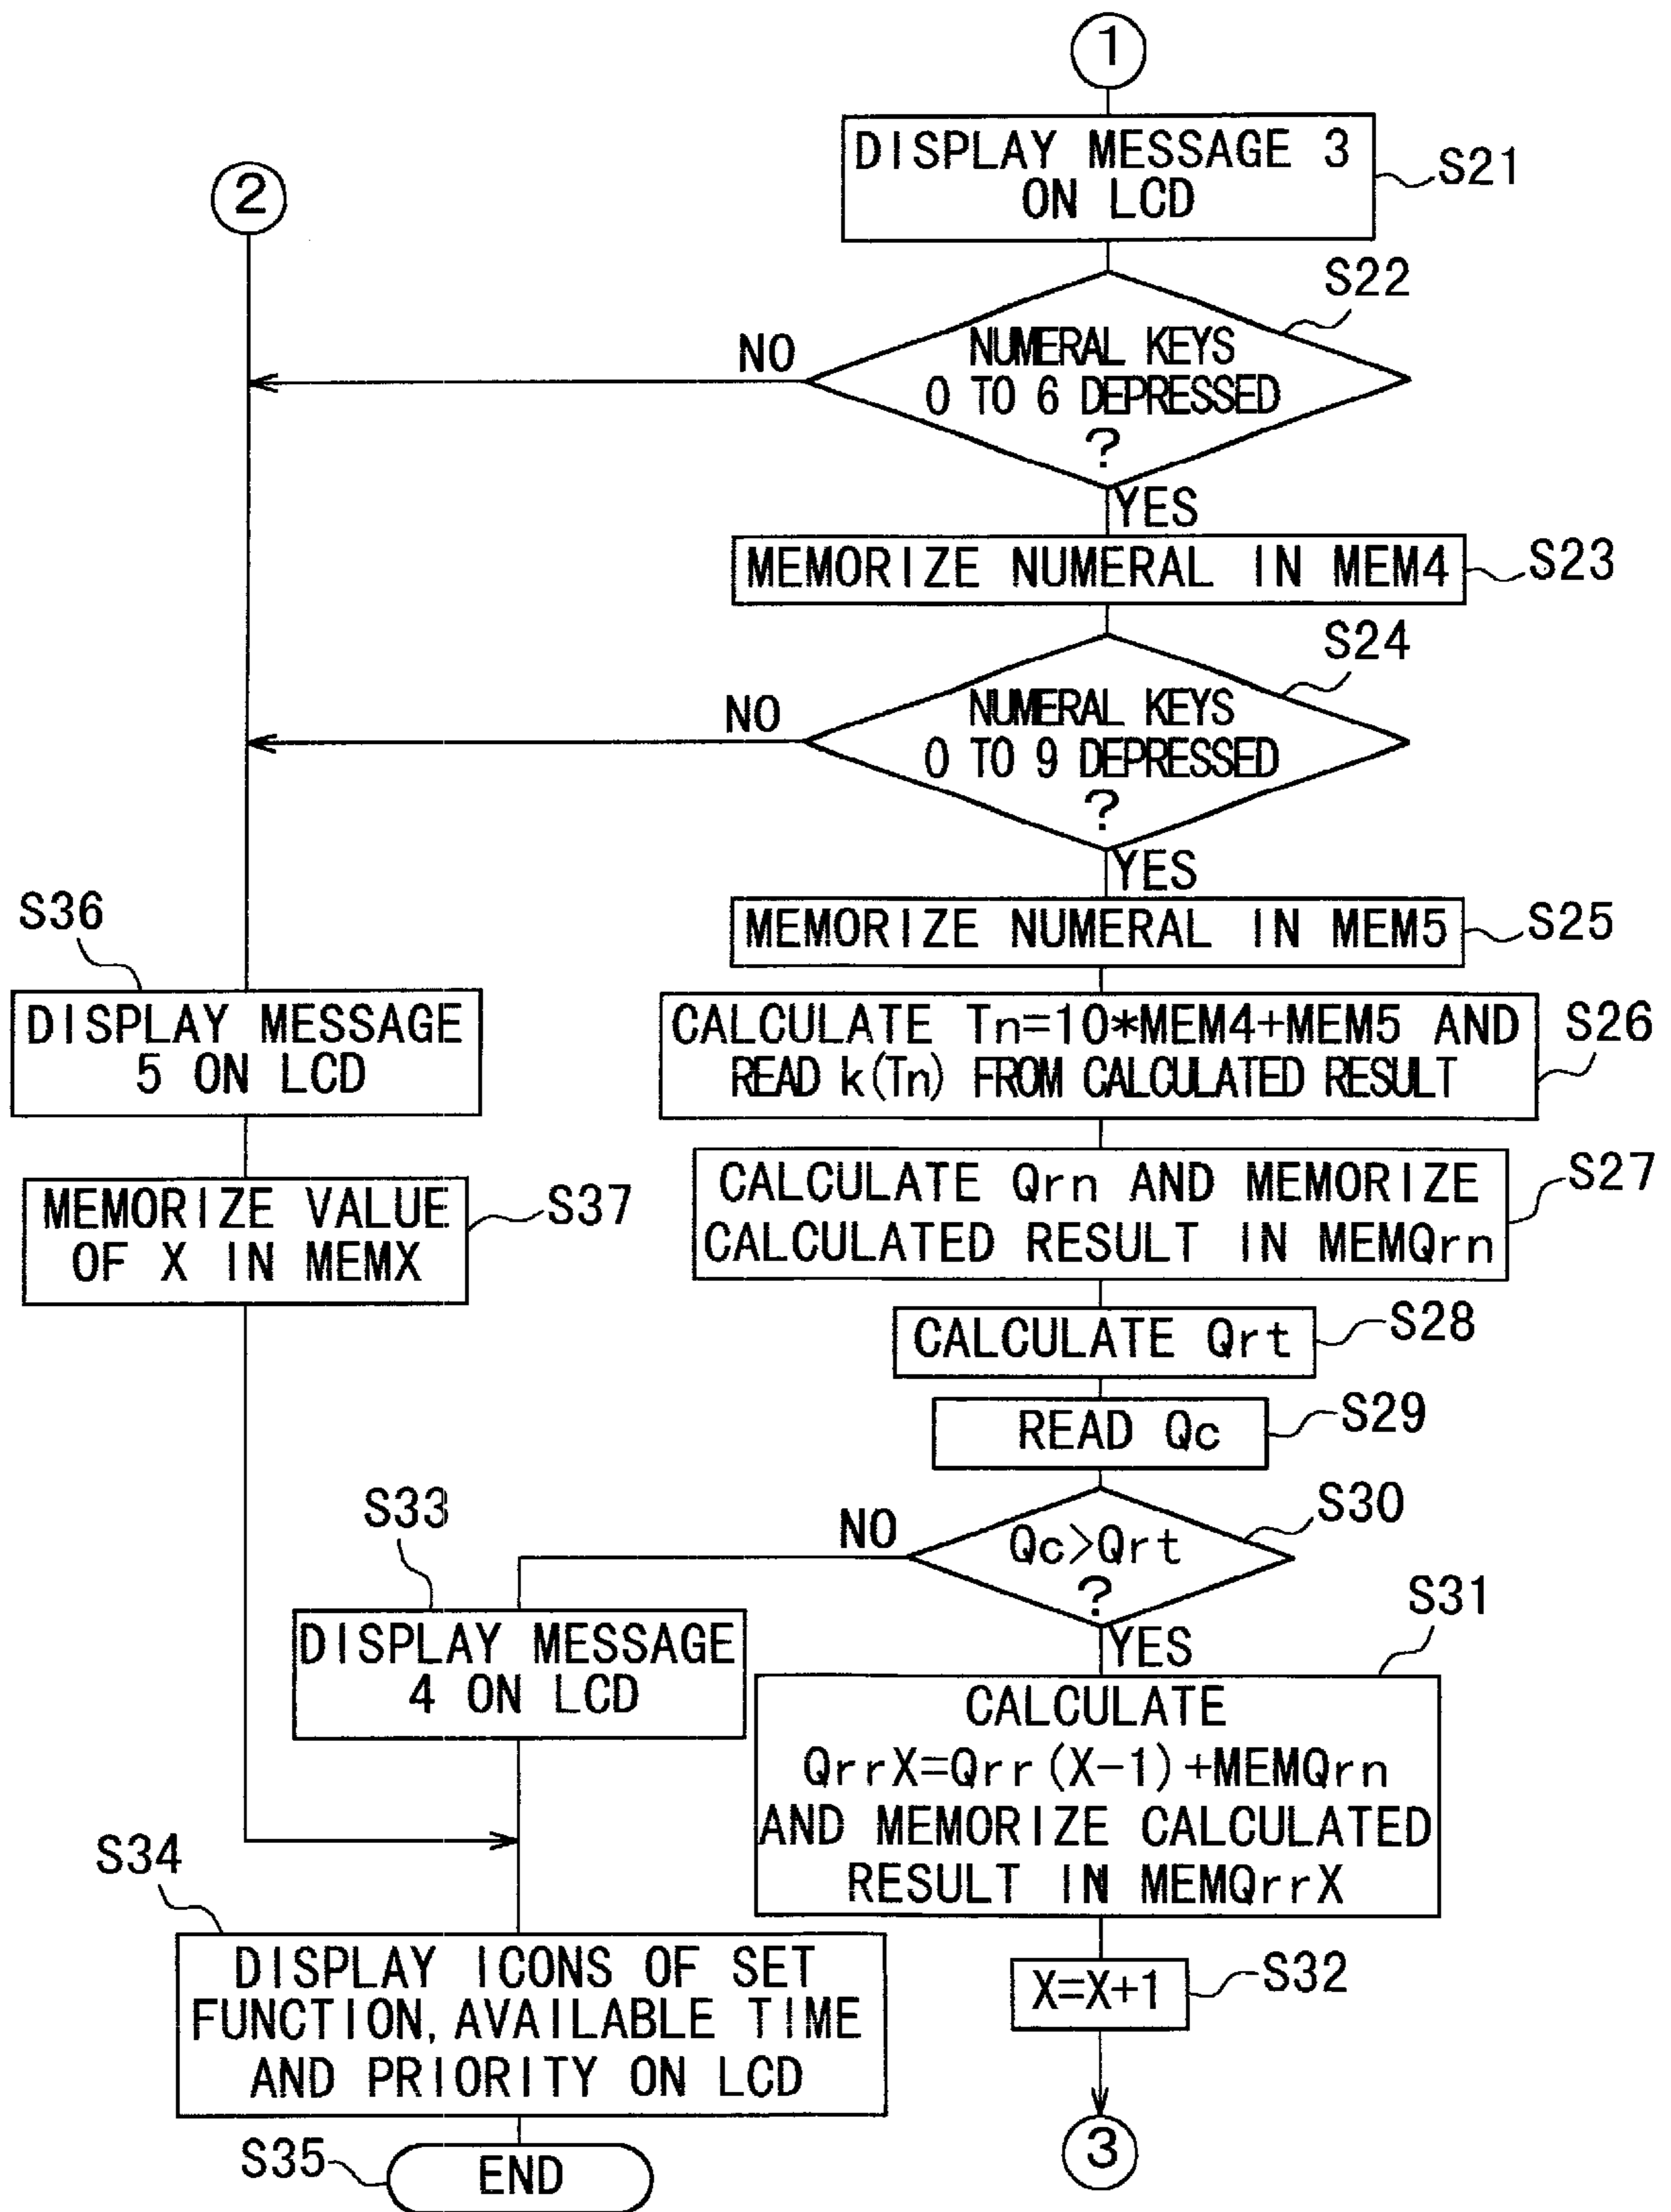 1
DISPLAY MESSAGE 3
ON LCD
S21
2
S22
NUMERAL KEYS
0 TO 6 DEPRESSED
?
NO
YES
MEMORIZE NUMERAL IN MEM4
S23
S24
NUMERAL KEYS
0 TO 9 DEPRESSED
?
NO
YES
MEMORIZE NUMERAL IN MEM5
S25
S36
DISPLAY MESSAGE
5 ON LCD
CALCULATE Tn=10*MEM4+MEM5 AND
READ k(Tn) FROM CALCULATED RESULT
S26
MEMORIZE VALUE
OF X IN MEMX
S37
CALCULATE Qrn AND MEMORIZE
CALCULATED RESULT IN MEMQrn
S27
CALCULATE Qrt
S28
READ Qc
S29
S30
Qc>Qrt
?
NO
YES
S33
DISPLAY MESSAGE
4 ON LCD
S31
CALCULATE
QrrX=Qrr(X-1)+MEMQrn
AND MEMORIZE CALCULATED
RESULT IN MEMQrrX
S34
DISPLAY ICONS OF SET
FUNCTION, AVAILABLE TIME
AND PRIORITY ON LCD
X=X+1
S32
S35
END
3